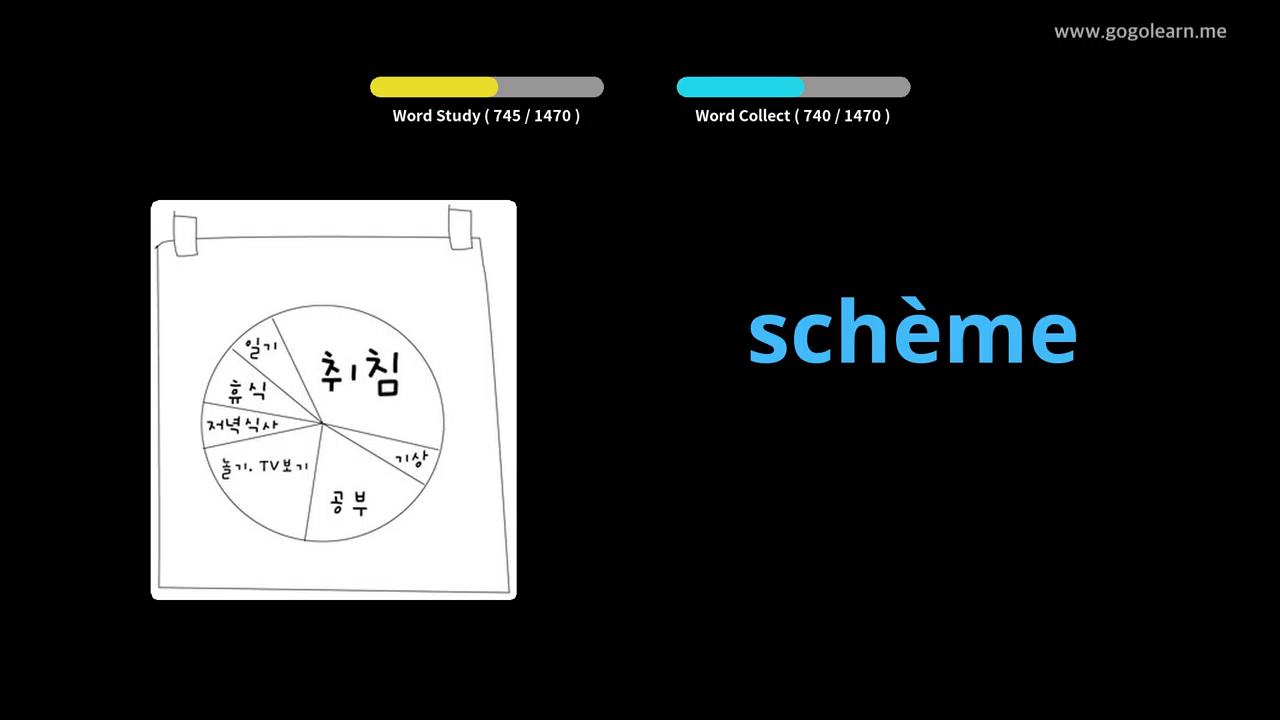 www.gogolearn.me
Word Study ( 745 / 1470 )
Word Collect ( 740 / 1470 )
일기
취침
휴식
저녁식사
놀기. TV보기
기상
공부
schème